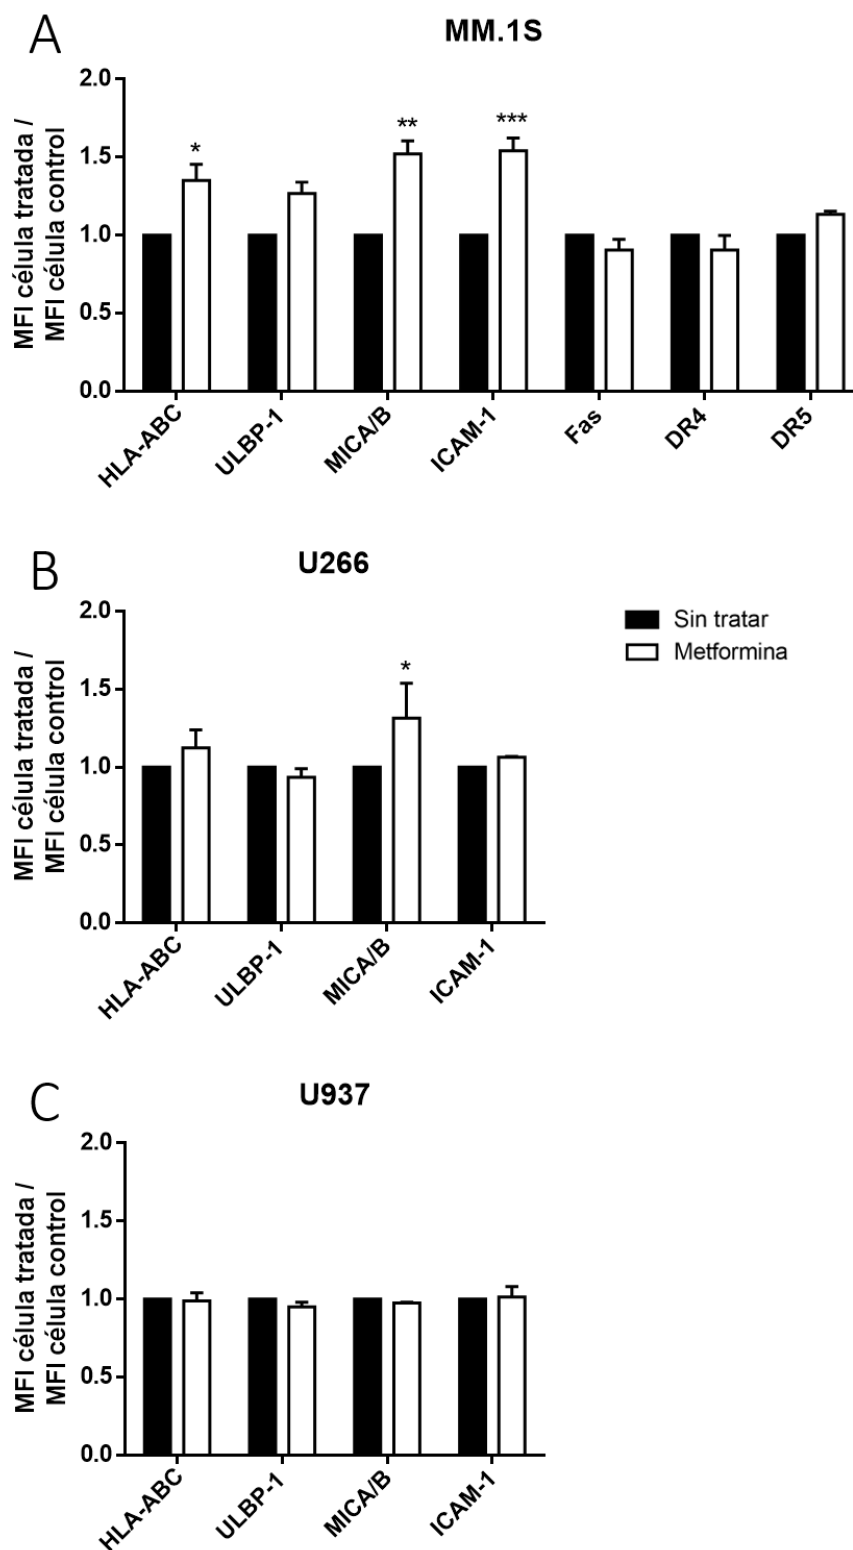 A
MM.1S
MFI célula tratada /
MFI célula control
2.0
1.5
1.0
0.5
0.0
*
**
***
HLA-ABC
ULBP-1
MICA/B
ICAM-1
Fas
DR4
DR5
B
U266
MFI célula tratada /
MFI célula control
2.0
1.5
1.0
0.5
0.0
*
HLA-ABC
ULBP-1
MICA/B
ICAM-1
Sin tratar
Metformina
C
U937
MFI célula tratada /
MFI célula control
2.0
1.5
1.0
0.5
0.0
HLA-ABC
ULBP-1
MICA/B
ICAM-1